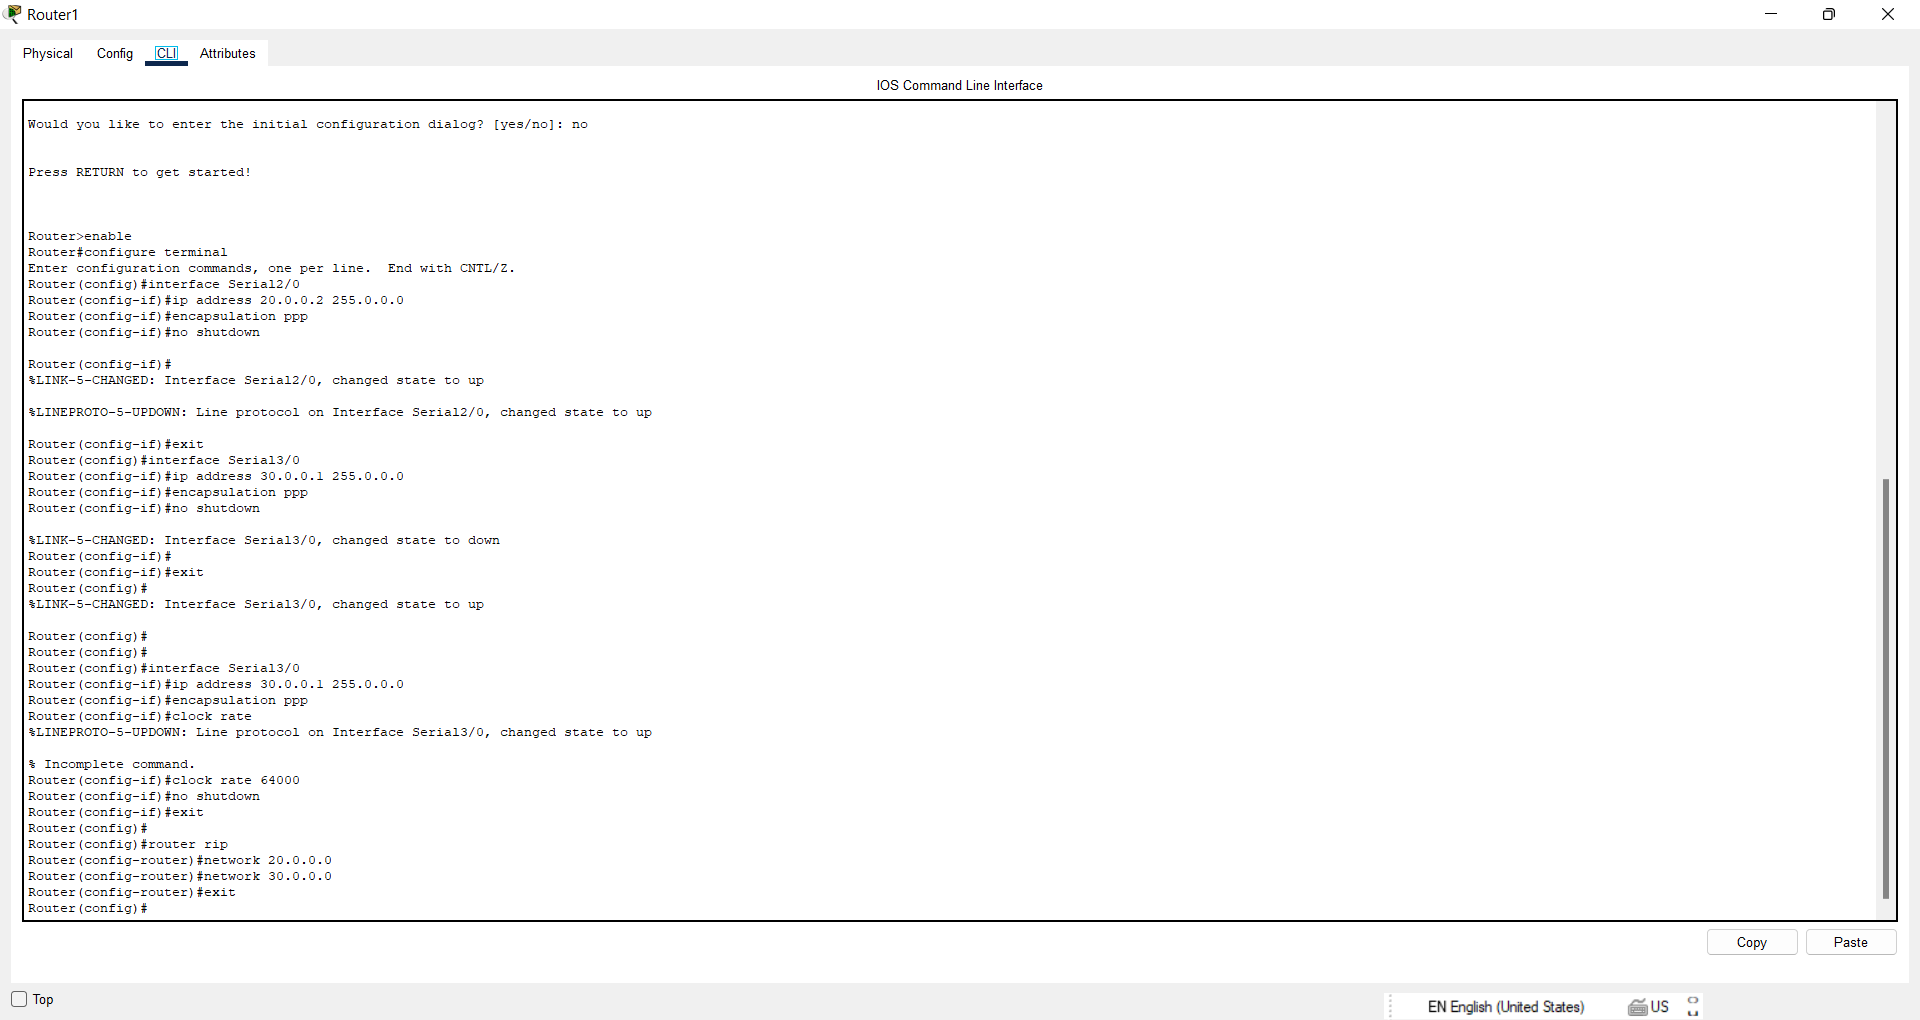 Router1
Physical Config CLI Attributes
IOS Command Line Interface
Would you like to enter the initial configuration dialog? [yes/no]: no
Press RETURN to get started!
Router>enable
Router#configure terminal
Enter configuration commands, one per line.  End with CNTL/Z.
Router(config)#interface Serial2/0
Router(config-if)#ip address 20.0.0.2 255.0.0.0
Router(config-if)#encapsulation ppp
Router(config-if)#no shutdown
Router(config-if)#
%LINK-5-CHANGED: Interface Serial2/0, changed state to up
%LINEPROTO-5-UPDOWN: Line protocol on Interface Serial2/0, changed state to up
Router(config-if)#exit
Router(config)#interface Serial3/0
Router(config-if)#ip address 30.0.0.1 255.0.0.0
Router(config-if)#encapsulation ppp
Router(config-if)#no shutdown
%LINK-5-CHANGED: Interface Serial3/0, changed state to down
Router(config-if)#
Router(config-if)#exit
Router(config)#
%LINK-5-CHANGED: Interface Serial3/0, changed state to up
Router(config)#
Router(config)#
Router(config)#interface Serial3/0
Router(config-if)#ip address 30.0.0.1 255.0.0.0
Router(config-if)#encapsulation ppp
Router(config-if)#clock rate
%LINEPROTO-5-UPDOWN: Line protocol on Interface Serial3/0, changed state to up
% Incomplete command.
Router(config-if)#clock rate 64000
Router(config-if)#no shutdown
Router(config-if)#exit
Router(config)#
Router(config)#router rip
Router(config-router)#network 20.0.0.0
Router(config-router)#network 30.0.0.0
Router(config-router)#exit
Router(config)#
Copy Paste
Top
EN English (United States) US